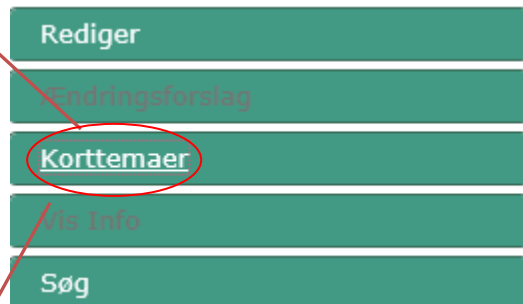 Rediger
Ændringsforslag
Korttemaer
Vis Info
Søg